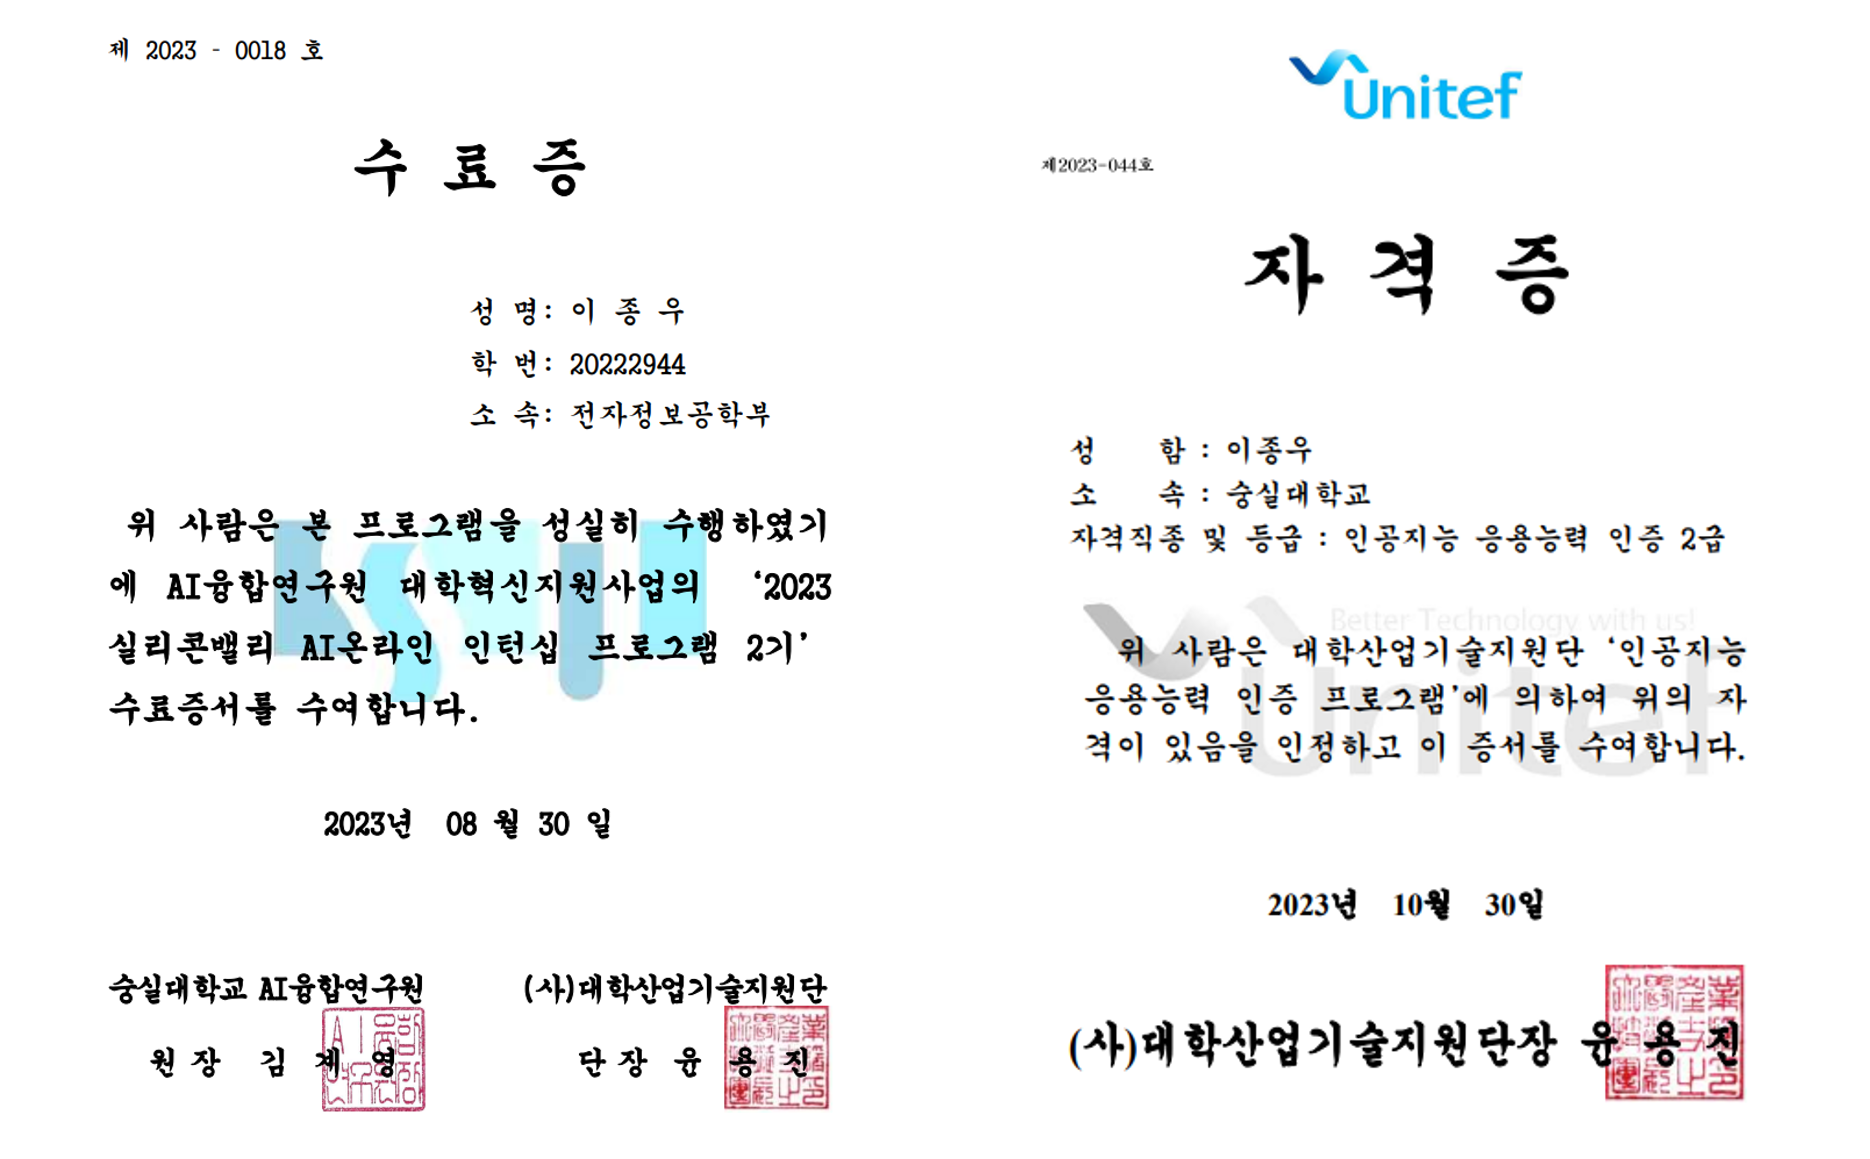 제 2023 - 0018 호
수 료 증
성 명: 이 종 우
학 번: 20222944
소 속: 전자정보공학부
위 사람은 본 프로그램을 성실히 수행하였기
에 AI융합연구원 대학혁신지원사업의 ‘2023
실리콘밸리 AI온라인 인턴십 프로그램 2기’
수료증서를 수여합니다.
2023년 08 월 30 일
숭실대학교 AI융합연구원
원 장 김 계 영
(사)대학산업기술지원단
단 장 윤 용 진
Unitef
제2023-044호
자 격 증
성 함 : 이종우
소 속 : 숭실대학교
자격직종 및 등급 : 인공지능 응용능력 인증 2급
Better Technology with us!
Unitef
위 사람은 대학산업기술지원단 ‘인공지능
응용능력 인증 프로그램’에 의하여 위의 자
격이 있음을 인정하고 이 증서를 수여합니다.
2023년 10월 30일
(사)대학산업기술지원단장 윤 용 진